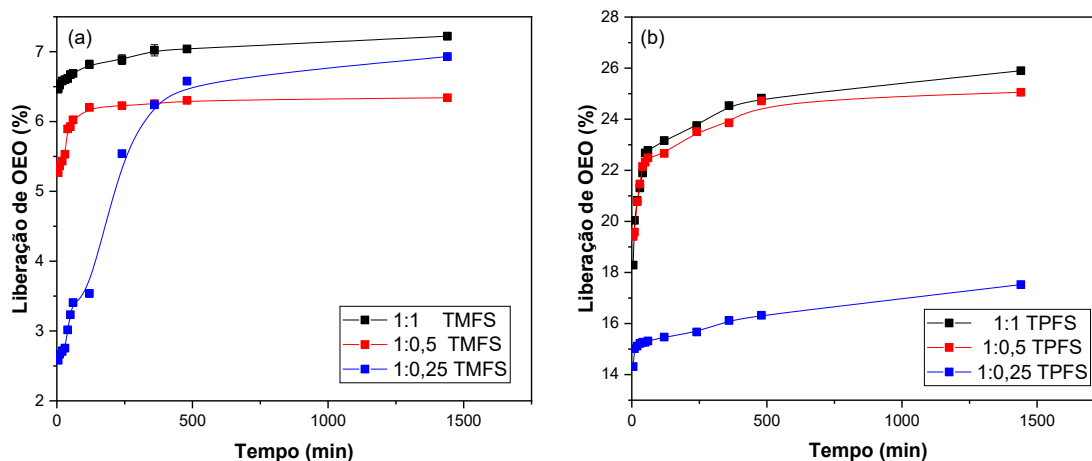 (a)
Liberação de OEO (%)
7
6
5
4
3
2
0
500
1000
1500
Tempo (min)
1:1 TMFS
1:0,5 TMFS
1:0,25 TMFS
(b)
Liberação de OEO (%)
28
26
24
22
20
18
16
14
0
500
1000
1500
Tempo (min)
1:1 TPFS
1:0,5 TPFS
1:0,25 TPFS